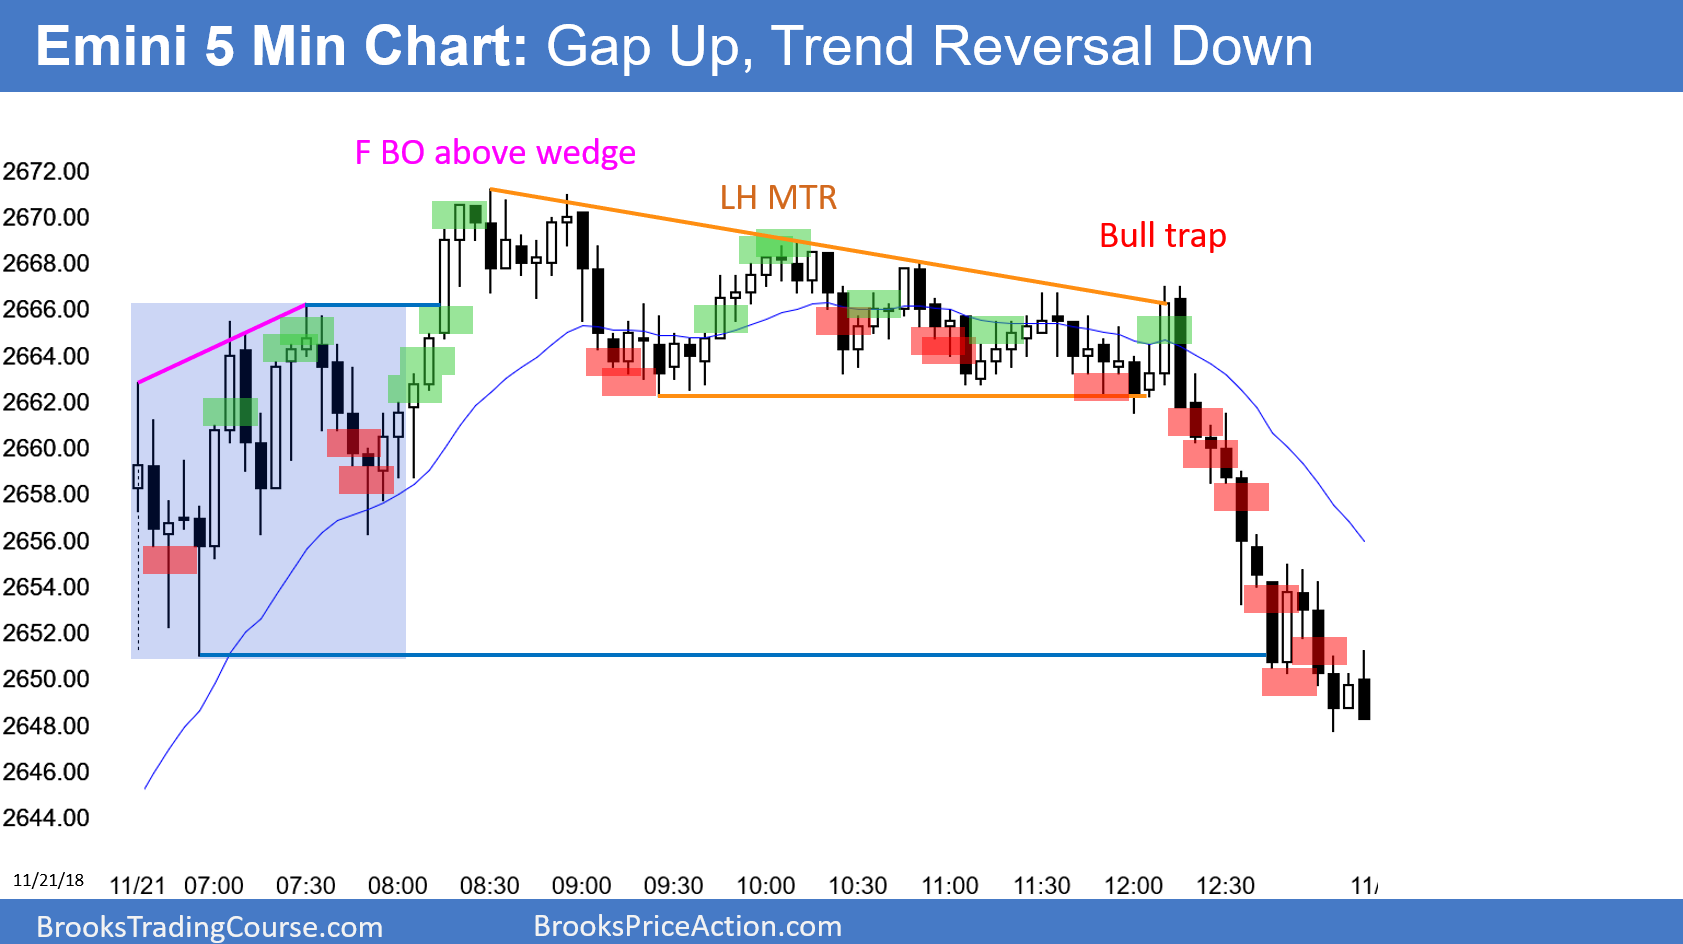 Emini 5 Min Chart: Gap Up, Trend Reversal Down
F BO above wedge
LH MTR
Bull trap
2672.00
2670.00
2668.00
2666.00
2664.00
2662.00
2660.00
2658.00
2656.00
2654.00
2652.00
2650.00
2648.00
2646.00
2644.00
11/21/18 11/21 07:00 07:30 08:00 08:30 09:00 09:30 10:00 10:30 11:00 11:30 12:00 12:30 11/
BrooksTradingCourse.com BrooksPriceAction.com